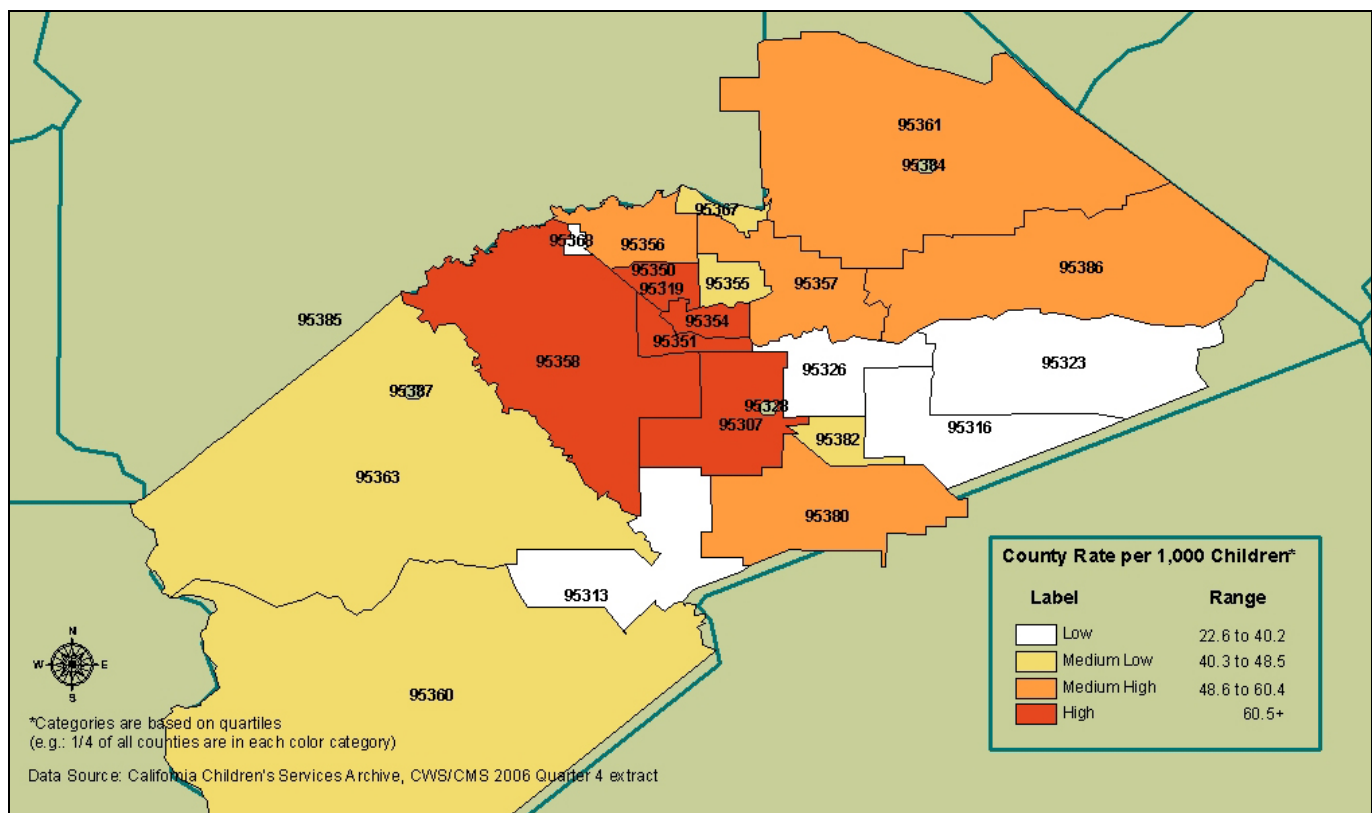 95361
95384
95367
95368
95356
95386
95350
95355
95357
95319
95385
95354
95351
95358
95326
95323
95387
95328
95307
95382
95316
95363
95380
95313
95360
County Rate per 1,000 Children*
Label Range
Low 22.6 to 40.2
Medium Low 40.3 to 48.5
Medium High 48.6 to 60.4
High 60.5+
N
W E
S
*Categories are based on quartiles
(e.g.: 1/4 of all counties are in each color category)
Data Source: California Children's Services Archive, CWS/CMS 2006 Quarter 4 extract